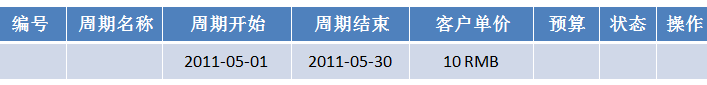 编号 周期名称 周期开始 周期结束 客户单价 预算 状态 操作
2011-05-01 2011-05-30 10 RMB